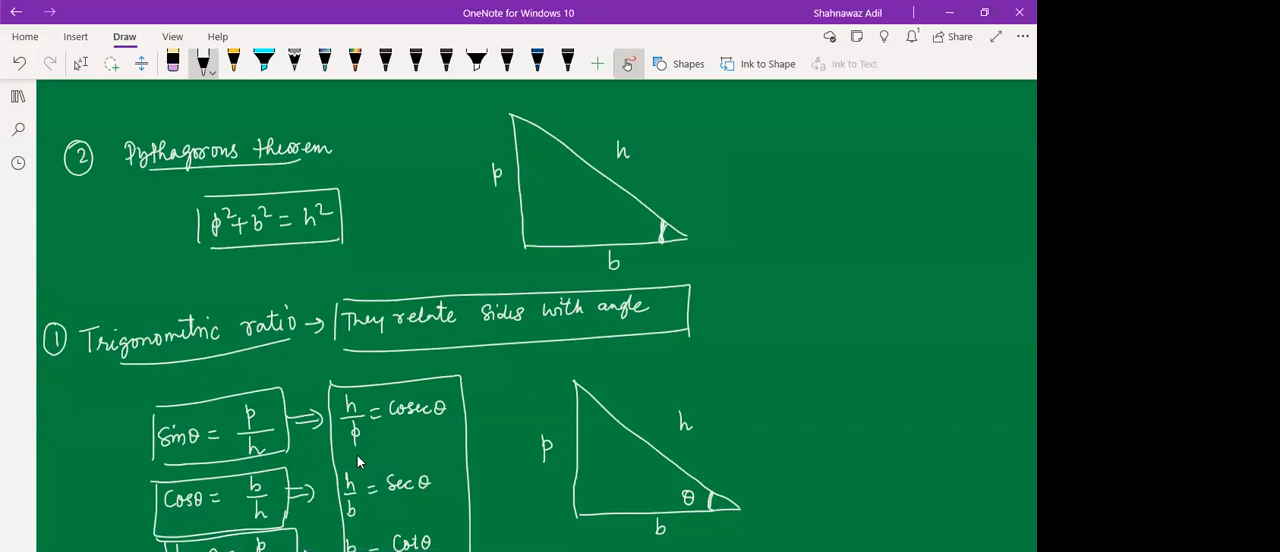 OneNote for Windows 10
Shahnawaz Adil
Home Insert Draw View Help
Share
Shapes Ink to Shape Ink to Text
2 Pythagorous theorem
p²+b² = h²
p
h
b
1 Trigonometric ratio → They relate sides with angle
Sinθ = p/h ⇒ h/p = Cosecθ
Cosθ = b/h ⇒ h/b = Secθ
Cotθ
p
h
θ
b